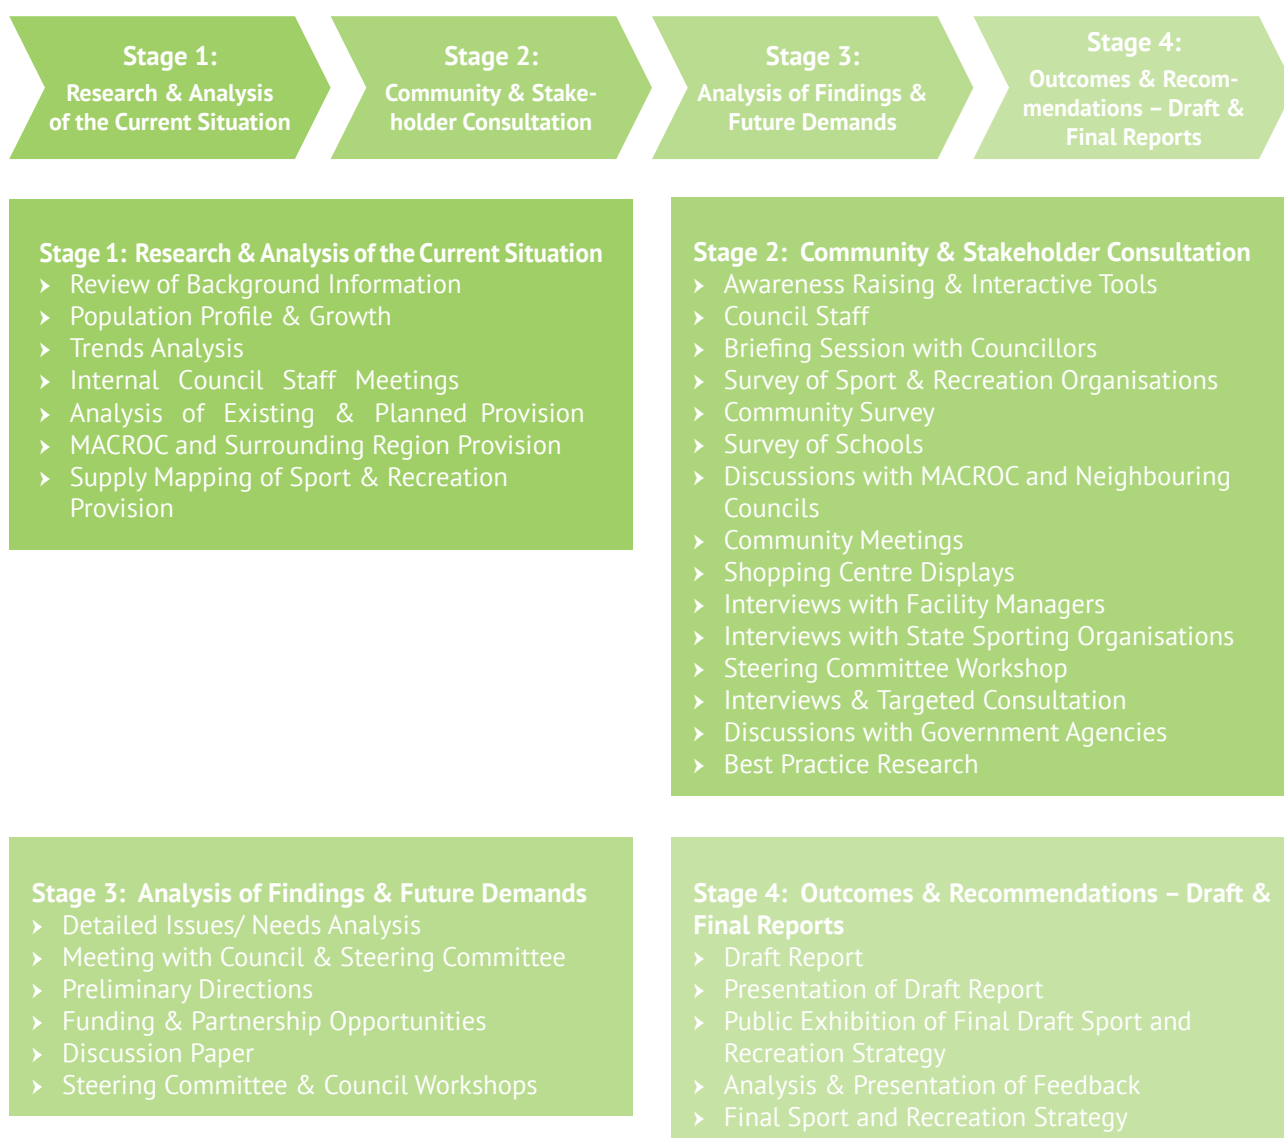 Stage 1:
Research & Analysis
of the Current Situation
Stage 2:
Community & Stake-
holder Consultation
Stage 3:
Analysis of Findings &
Future Demands
Stage 4:
Outcomes & Recom-
mendations – Draft &
Final Reports
Stage 1: Research & Analysis of the Current Situation
› Review of Background Information
› Population Profile & Growth
› Trends Analysis
› Internal Council Staff Meetings
› Analysis of Existing & Planned Provision
› MACROC and Surrounding Region Provision
› Supply Mapping of Sport & Recreation
Provision
Stage 2: Community & Stakeholder Consultation
› Awareness Raising & Interactive Tools
› Council Staff
› Briefing Session with Councillors
› Survey of Sport & Recreation Organisations
› Community Survey
› Survey of Schools
› Discussions with MACROC and Neighbouring
Councils
› Community Meetings
› Shopping Centre Displays
› Interviews with Facility Managers
› Interviews with State Sporting Organisations
› Steering Committee Workshop
› Interviews & Targeted Consultation
› Discussions with Government Agencies
› Best Practice Research
Stage 3: Analysis of Findings & Future Demands
› Detailed Issues/ Needs Analysis
› Meeting with Council & Steering Committee
› Preliminary Directions
› Funding & Partnership Opportunities
› Discussion Paper
› Steering Committee & Council Workshops
Stage 4: Outcomes & Recommendations – Draft &
Final Reports
› Draft Report
› Presentation of Draft Report
› Public Exhibition of Final Draft Sport and
Recreation Strategy
› Analysis & Presentation of Feedback
› Final Sport and Recreation Strategy